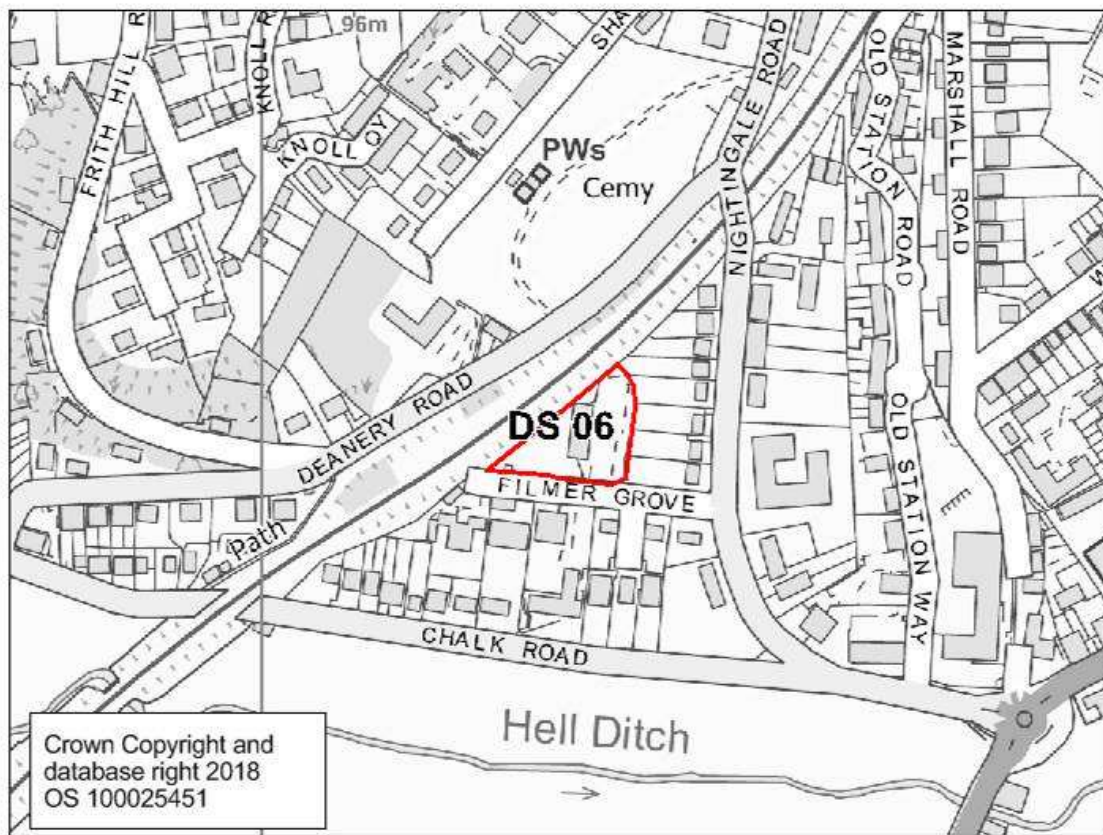 96m
FRITH HILL R
KNOLL R
KNOLL QY
SHA
PWs
Cemy
NIGHTINGALE ROAD
OLD STATION ROAD
MARSHALL ROAD
DEANERY ROAD
DS 06
FILMER GROVE
Path
CHALK ROAD
OLD STATION WAY
Hell Ditch
Crown Copyright and
database right 2018
OS 100025451